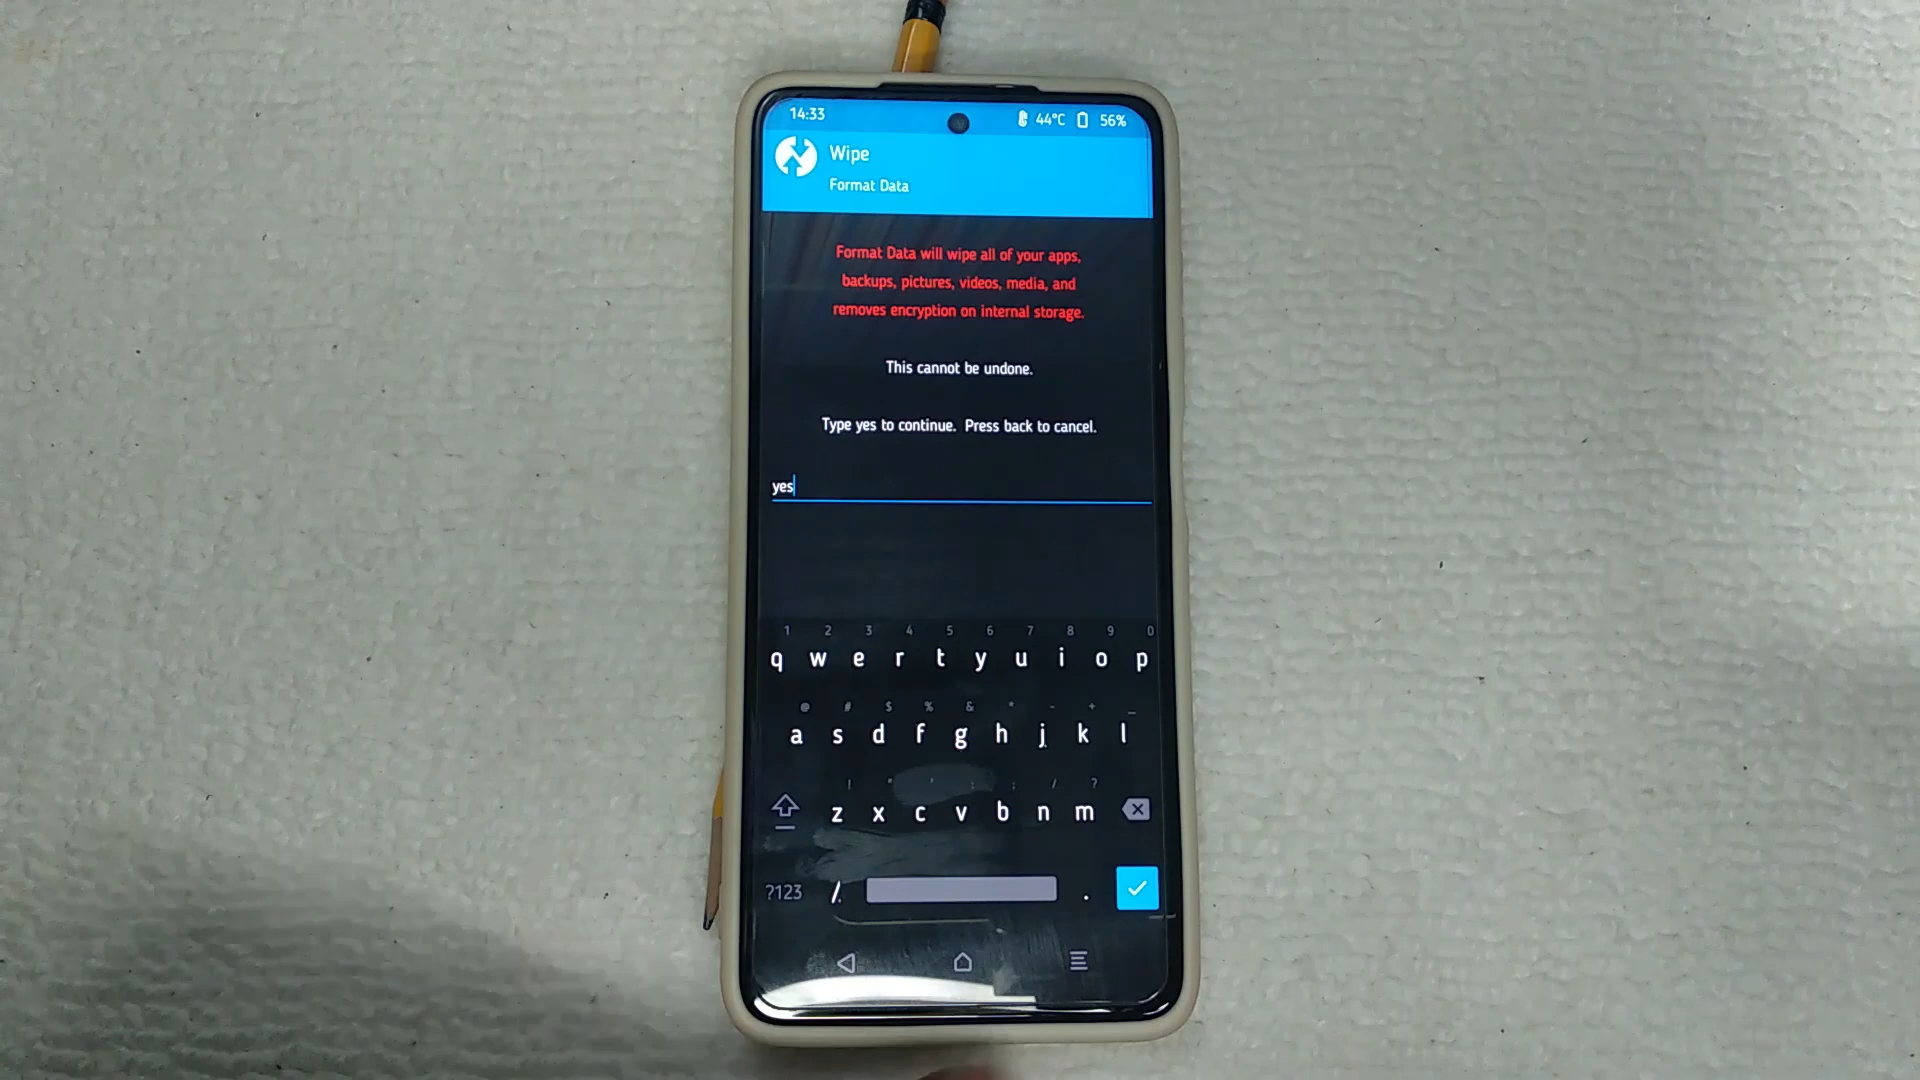 14:33
44°C
56%
Wipe
Format Data
Format Data will wipe all of your apps,
backups, pictures, videos, media, and
removes encryption on internal storage.
This cannot be undone.
Type yes to continue. Press back to cancel.
yes
1 2 3 4 5 6 7 8 9 0
q w e r t y u i o p
@ # $ % & * - + _
a s d f g h j k l
! " ' : ; / ?
z x c v b n m
?123 / .